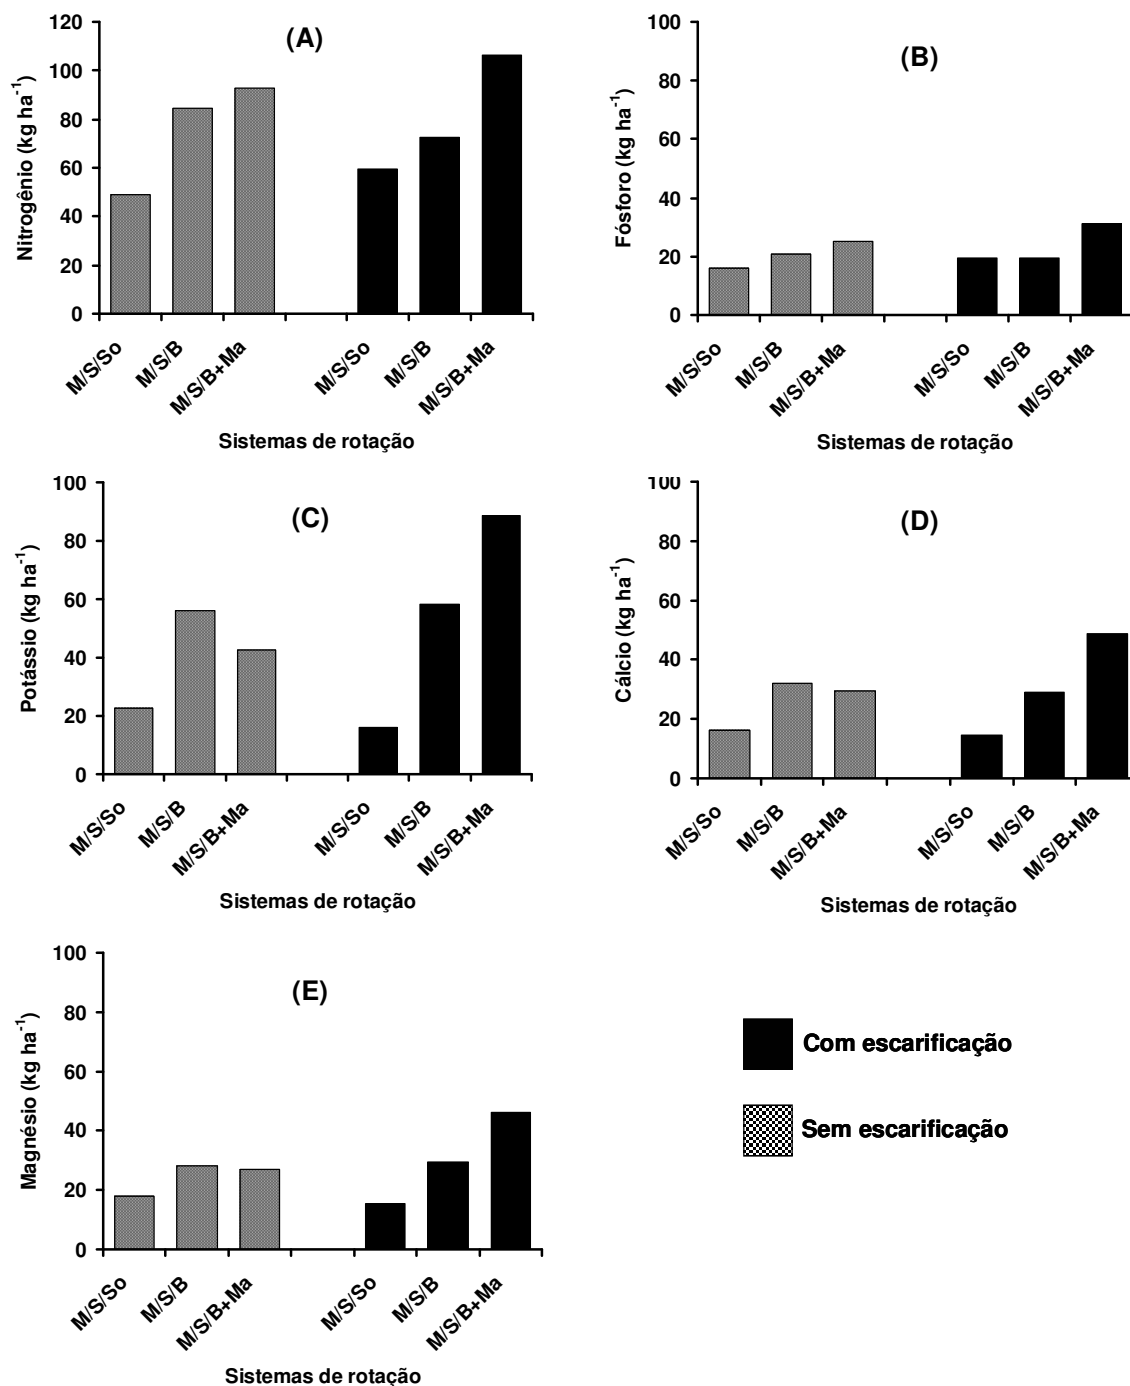 (A)
Nitrogênio (kg ha-1)
120
100
80
60
40
20
0
M/S/So
M/S/B
M/S/B+Ma
M/S/So
M/S/B
M/S/B+Ma
Sistemas de rotação
(B)
Fósforo (kg ha-1)
100
80
60
40
20
0
M/S/So
M/S/B
M/S/B+Ma
M/S/So
M/S/B
M/S/B+Ma
Sistemas de rotação
(C)
Potássio (kg ha-1)
100
80
60
40
20
0
M/S/So
M/S/B
M/S/B+Ma
M/S/So
M/S/B
M/S/B+Ma
Sistemas de rotação
(D)
Cálcio (kg ha-1)
100
80
60
40
20
0
M/S/So
M/S/B
M/S/B+Ma
M/S/So
M/S/B
M/S/B+Ma
Sistemas de rotação
(E)
Magnésio (kg ha-1)
100
80
60
40
20
0
M/S/So
M/S/B
M/S/B+Ma
M/S/So
M/S/B
M/S/B+Ma
Sistemas de rotação
Com escarificação
Sem escarificação